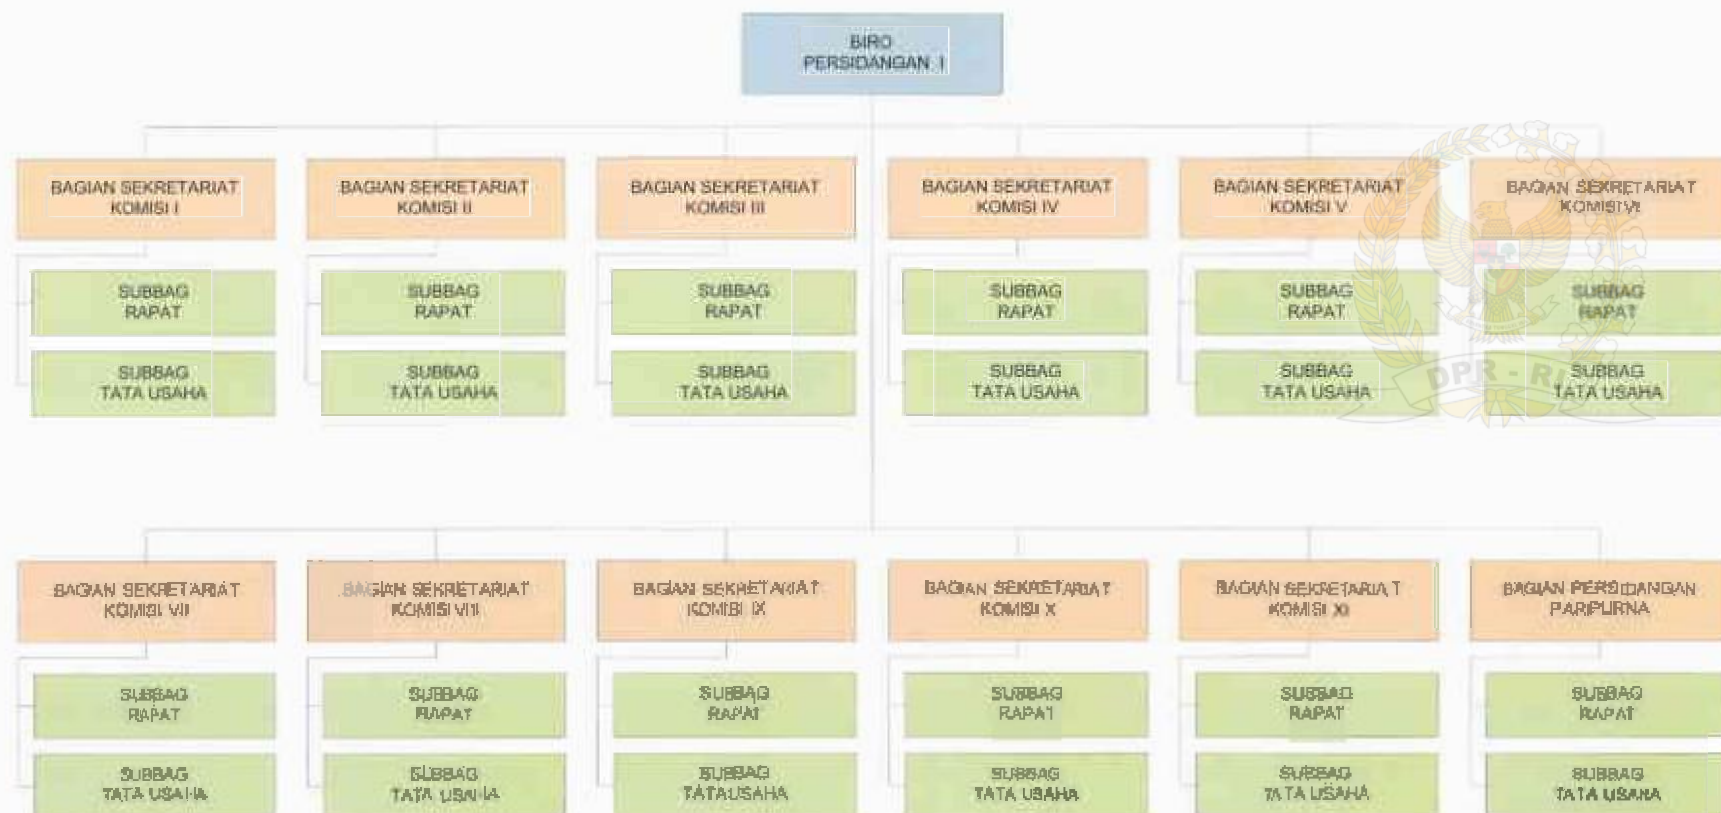 BIRO
PERSIDANGAN I
BAGIAN SEKRETARIAT
KOMISI I
BAGIAN SEKRETARIAT
KOMISI II
BAGIAN SEKRETARIAT
KOMISI III
BAGIAN SEKRETARIAT
KOMISI IV
BAGIAN SEKRETARIAT
KOMISI V
BAGIAN SEKRETARIAT
KOMISI VI
SUBBAG
RAPAT
SUBBAG
RAPAT
SUBBAG
RAPAT
SUBBAG
RAPAT
SUBBAG
RAPAT
SUBBAG
RAPAT
SUBBAG
TATA USAHA
SUBBAG
TATA USAHA
SUBBAG
TATA USAHA
SUBBAG
TATA USAHA
SUBBAG
TATA USAHA
SUBBAG
TATA USAHA
DPR - RI
BAGIAN SEKRETARIAT
KOMISI VII
BAGIAN SEKRETARIAT
KOMISI VIII
BAGIAN SEKRETARIAT
KOMISI IX
BAGIAN SEKRETARIAT
KOMISI X
BAGIAN SEKRETARIAT
KOMISI XI
BAGIAN PERSIDANGAN
PARIPURNA
SUBBAG
RAPAT
SUBBAG
RAPAT
SUBBAG
RAPAT
SUBBAG
RAPAT
SUBBAG
RAPAT
SUBBAG
RAPAT
SUBBAG
TATA USAHA
SUBBAG
TATA USAHA
SUBBAG
TATA USAHA
SUBBAG
TATA USAHA
SUBBAG
TATA USAHA
SUBBAG
TATA USAHA